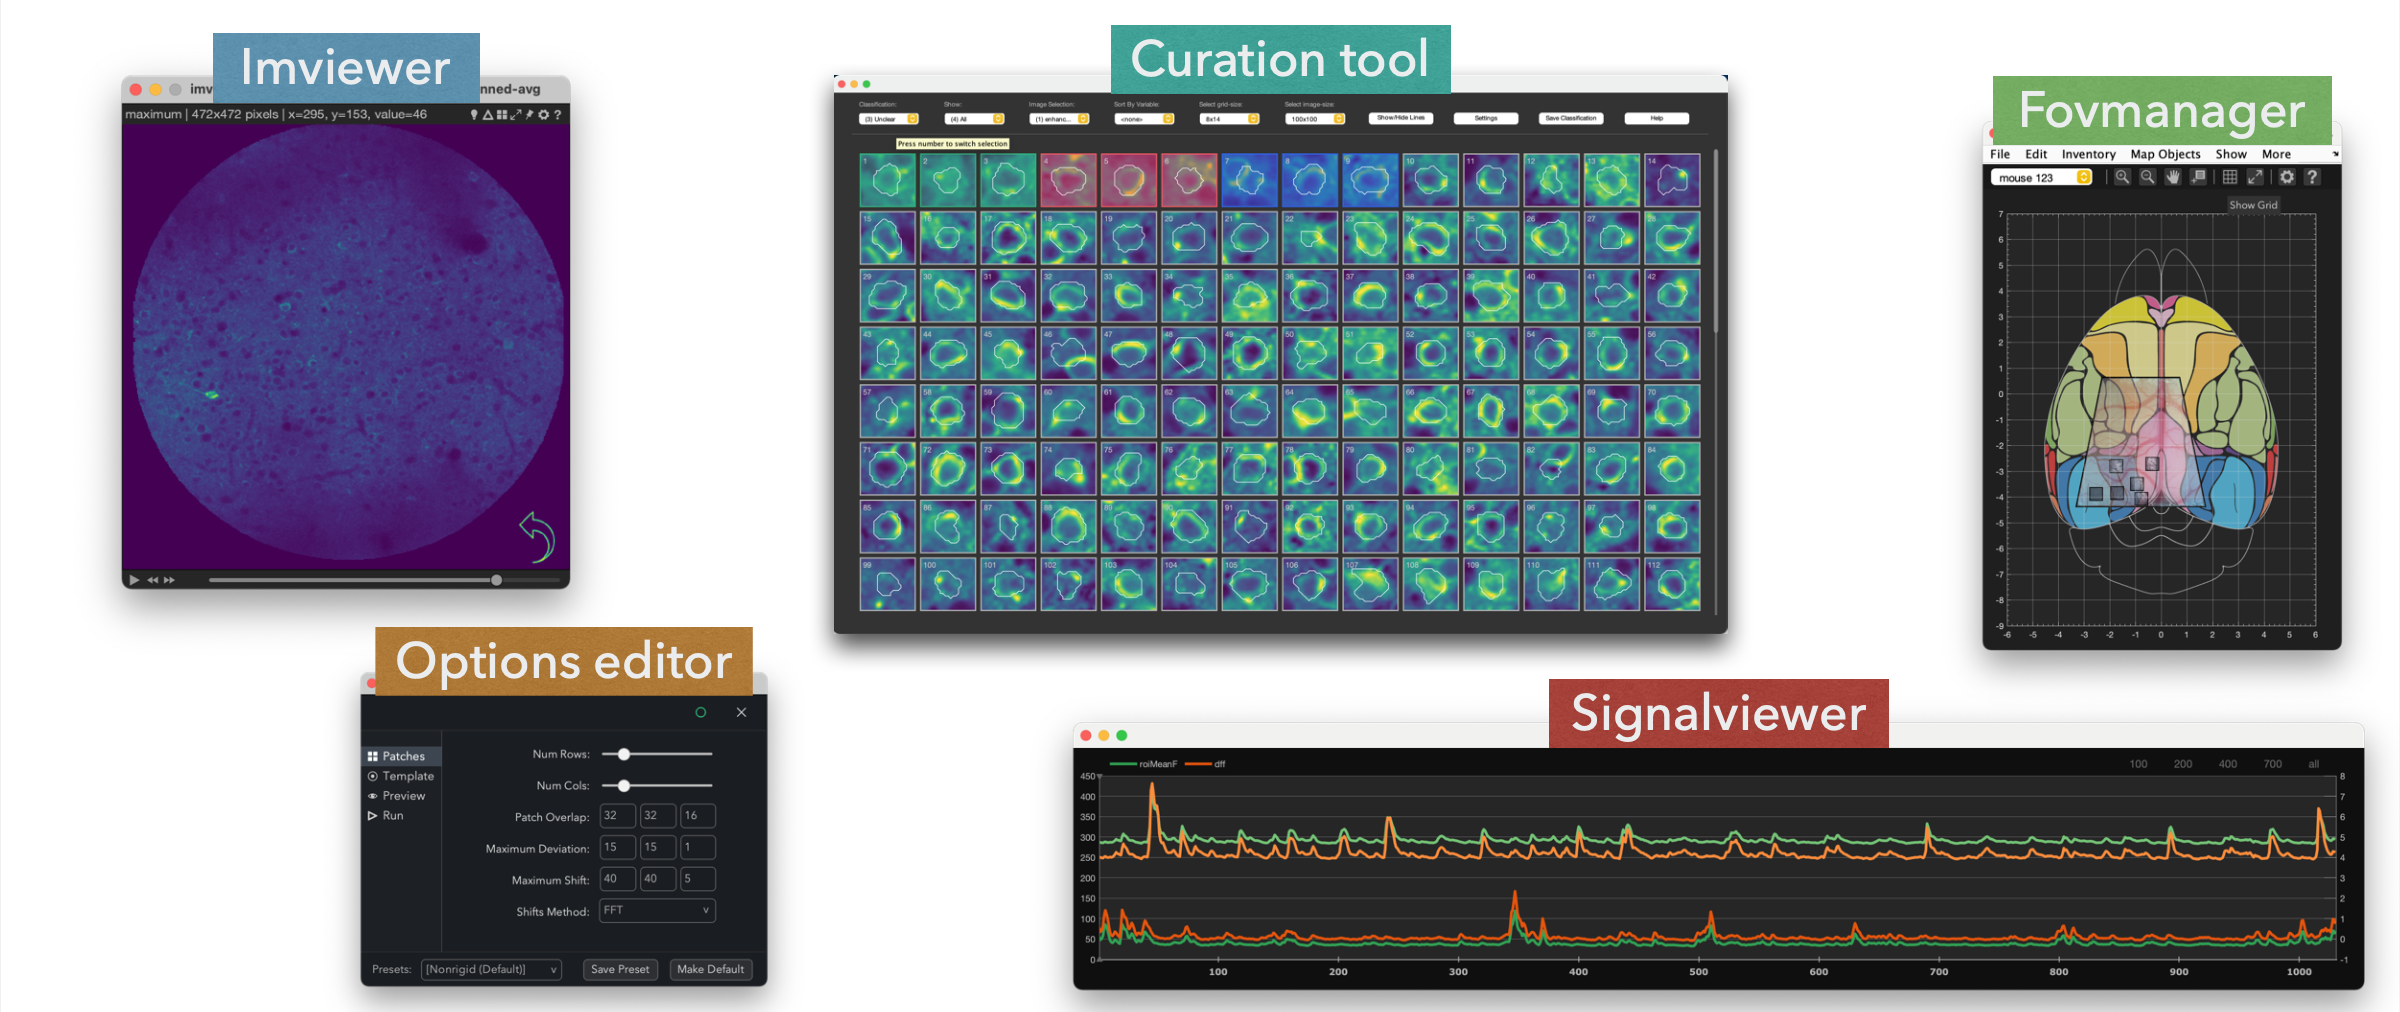 Imviewer
imv
nned-avg
maximum | 472x472 pixels | x=295, y=153, value=46
Curation tool
Classification:
Show:
Image Selection:
Sort By Variable:
Select grid-size:
Select image-size:
(3) Unclear
(4) All
(1) enhanc...
<none>
8x14
100x100
Show/Hide Lines
Settings
Save Classification
Help
Press number to switch selection
1 2 3 4 5 6 7 8 9 10 11 12 13 14
15 16 17 18 19 20 21 22 23 24 25 26 27 28
29 30 31 32 33 34 35 36 37 38 39 40 41 42
43 44 45 46 47 48 49 50 51 52 53 54 55 56
57 58 59 60 61 62 63 64 65 66 67 68 69 70
71 72 73 74 75 76 77 78 79 80 81 82 83 84
85 86 87 88 89 90 91 92 93 94 95 96 97 98
99 100 101 102 103 104 105 106 107 108 109 110 111 112
Fovmanager
File Edit Inventory Map Objects Show More
mouse 123
?
Show Grid
7
6
5
4
3
2
1
0
-1
-2
-3
-4
-5
-6
-7
-8
-9
-6 -5 -4 -3 -2 -1 0 1 2 3 4 5 6
Options editor
Patches
Template
Preview
Run
Num Rows:
Num Cols:
Patch Overlap: 32 32 16
Maximum Deviation: 15 15 1
Maximum Shift: 40 40 5
Shifts Method: FFT
Presets: [Nonrigid (Default)] Save Preset Make Default
Signalviewer
roiMeanF dff
100 200 400 700 all
450
400
350
300
250
200
150
100
50
0
8
7
6
5
4
3
2
1
0
-1
100 200 300 400 500 600 700 800 900 1000